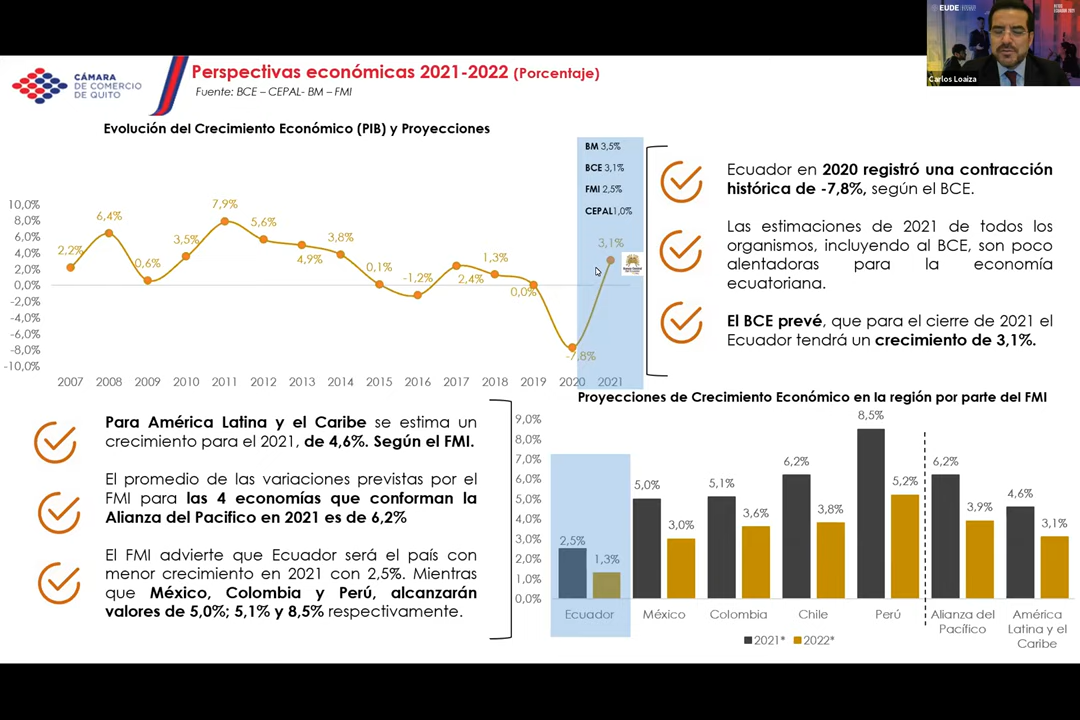 EUDE
Carlos Loaiza
CÁMARA
DE COMERCIO
DE QUITO
Perspectivas económicas 2021-2022 (Porcentaje)
Fuente: BCE – CEPAL- BM – FMI
Evolución del Crecimiento Económico (PIB) y Proyecciones
BM 3,5%
BCE 3,1%
FMI 2,5%
CEPAL1,0%
10,0%
8,0%
6,0%
4,0%
2,0%
0,0%
-2,0%
-4,0%
-6,0%
-8,0%
-10,0%
2,2%
6,4%
0,6%
3,5%
7,9%
5,6%
4,9%
3,8%
0,1%
-1,2%
2,4%
1,3%
0,0%
-7,8%
3,1%
2007 2008 2009 2010 2011 2012 2013 2014 2015 2016 2017 2018 2019 2020 2021
Ecuador en 2020 registró una contracción
histórica de -7,8%, según el BCE.
Las estimaciones de 2021 de todos los
organismos, incluyendo al BCE, son poco
alentadoras para la economía
ecuatoriana.
El BCE prevé, que para el cierre de 2021 el
Ecuador tendrá un crecimiento de 3,1%.
Para América Latina y el Caribe se estima un
crecimiento para el 2021, de 4,6%. Según el FMI.
El promedio de las variaciones previstas por el
FMI para las 4 economías que conforman la
Alianza del Pacifico en 2021 es de 6,2%
El FMI advierte que Ecuador será el país con
menor crecimiento en 2021 con 2,5%. Mientras
que México, Colombia y Perú, alcanzarán
valores de 5,0%; 5,1% y 8,5% respectivamente.
Proyecciones de Crecimiento Económico en la región por parte del FMI
9,0%
8,0%
7,0%
6,0%
5,0%
4,0%
3,0%
2,0%
1,0%
0,0%
2,5%
1,3%
5,0%
3,0%
5,1%
3,6%
6,2%
3,8%
8,5%
5,2%
6,2%
3,9%
4,6%
3,1%
Ecuador
México
Colombia
Chile
Perú
Alianza del
Pacífico
América
Latina y el
Caribe
2021* 2022*